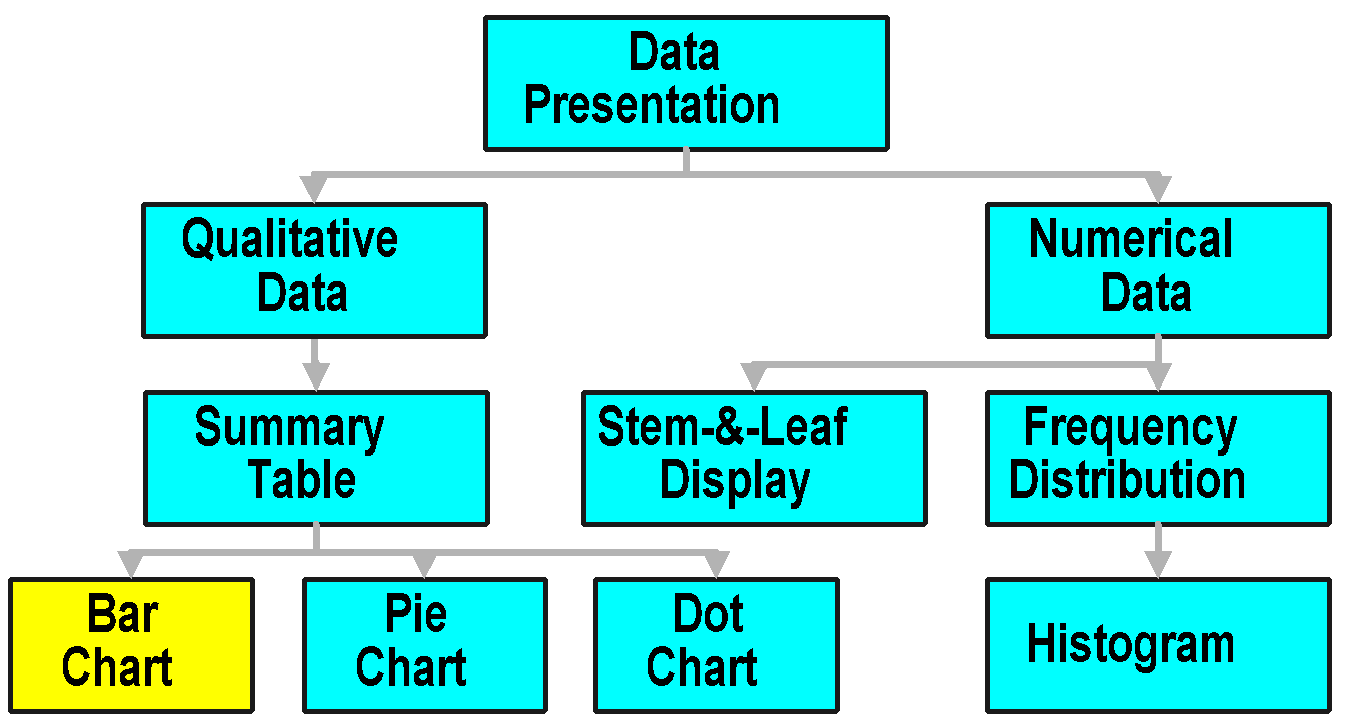 Data
Presentation
Qualitative
Data
Numerical
Data
Summary
Table
Stem-&-Leaf
Display
Frequency
Distribution
Bar
Chart
Pie
Chart
Dot
Chart
Histogram